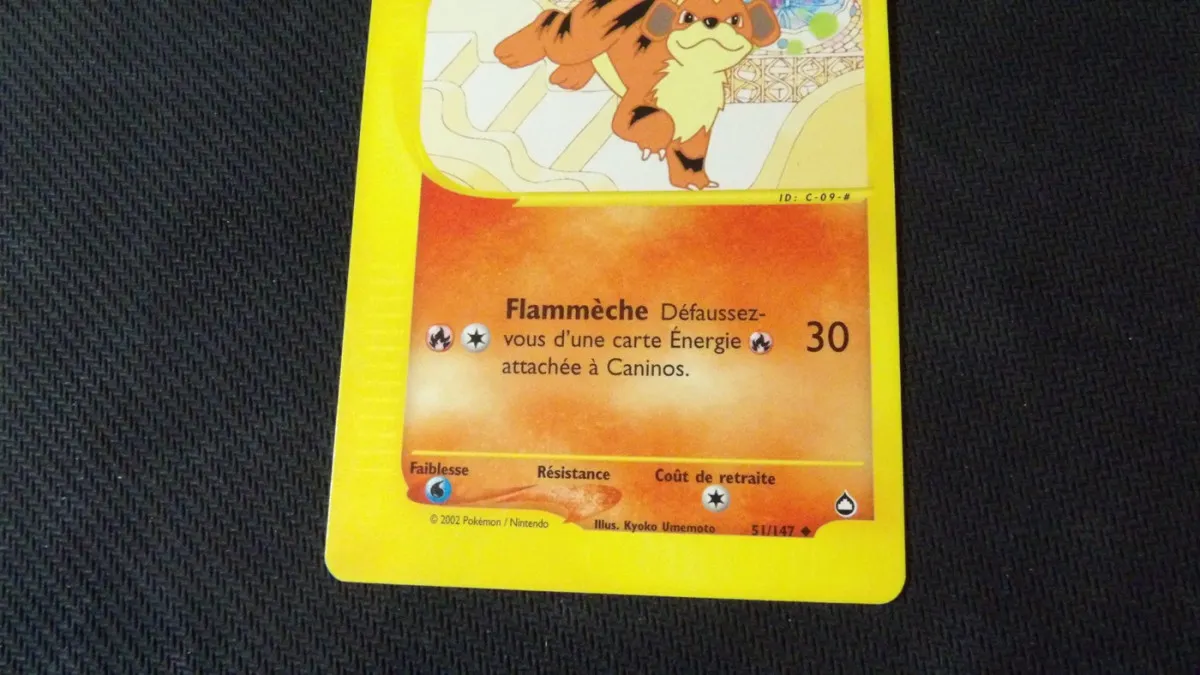 ID: C-09-#
Flammèche Défaussez-
vous d'une carte Énergie 30
attachée à Caninos.
Faiblesse Résistance Coût de retraite
© 2002 Pokémon / Nintendo Illus. Kyoko Umemoto 51/147